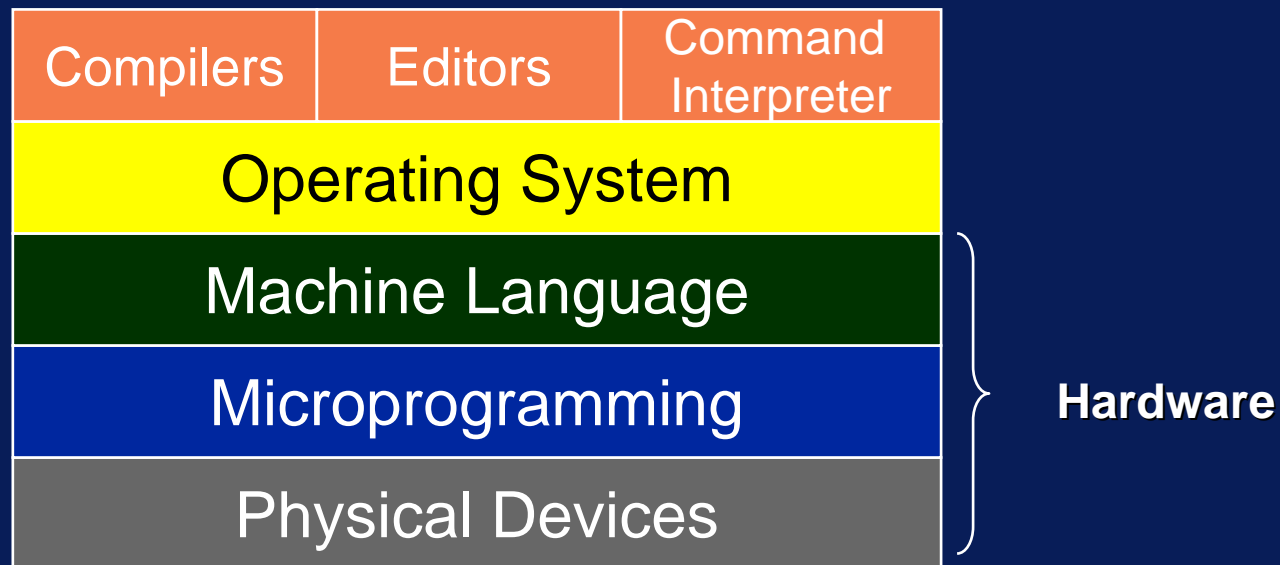 Compilers
Editors
Command
Interpreter
Operating System
Machine Language
Microprogramming
Hardware
Physical Devices